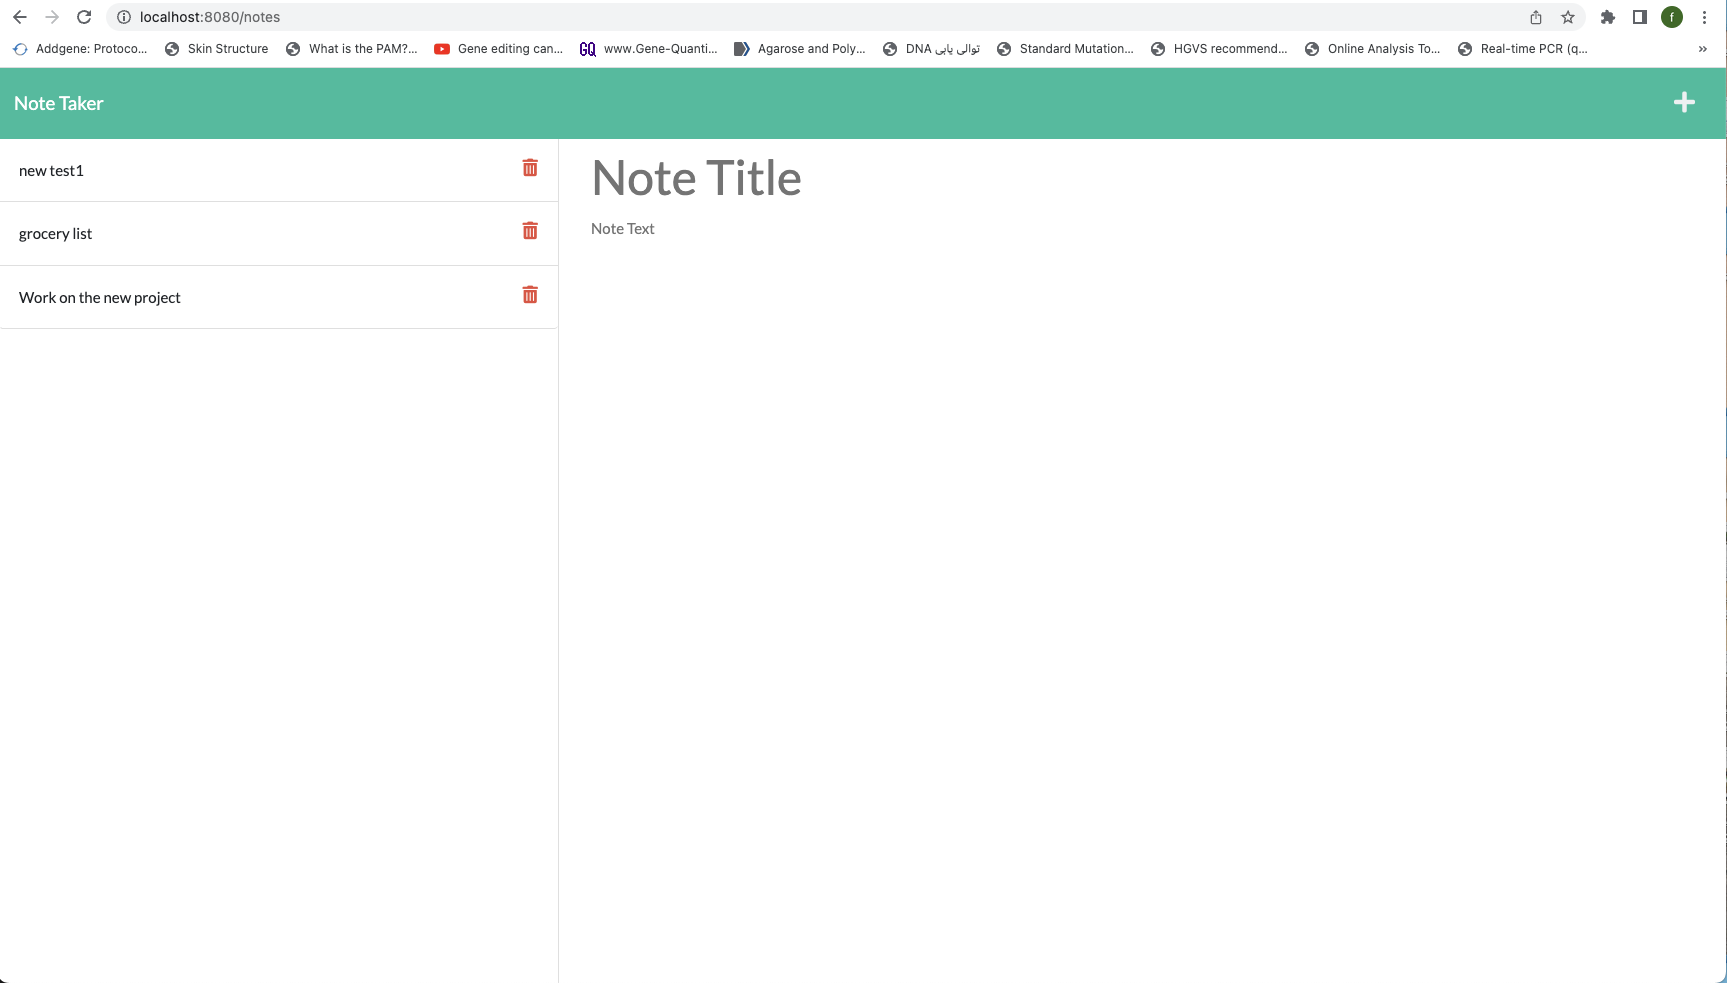 localhost:8080/notes
f
Addgene: Protoco... Skin Structure What is the PAM?... Gene editing can... GQ www.Gene-Quanti... Agarose and Poly... DNA توالی یابی Standard Mutation... HGVS recommend... Online Analysis To... Real-time PCR (q... »
Note Taker
new test1
grocery list
Work on the new project
Note Title
Note Text